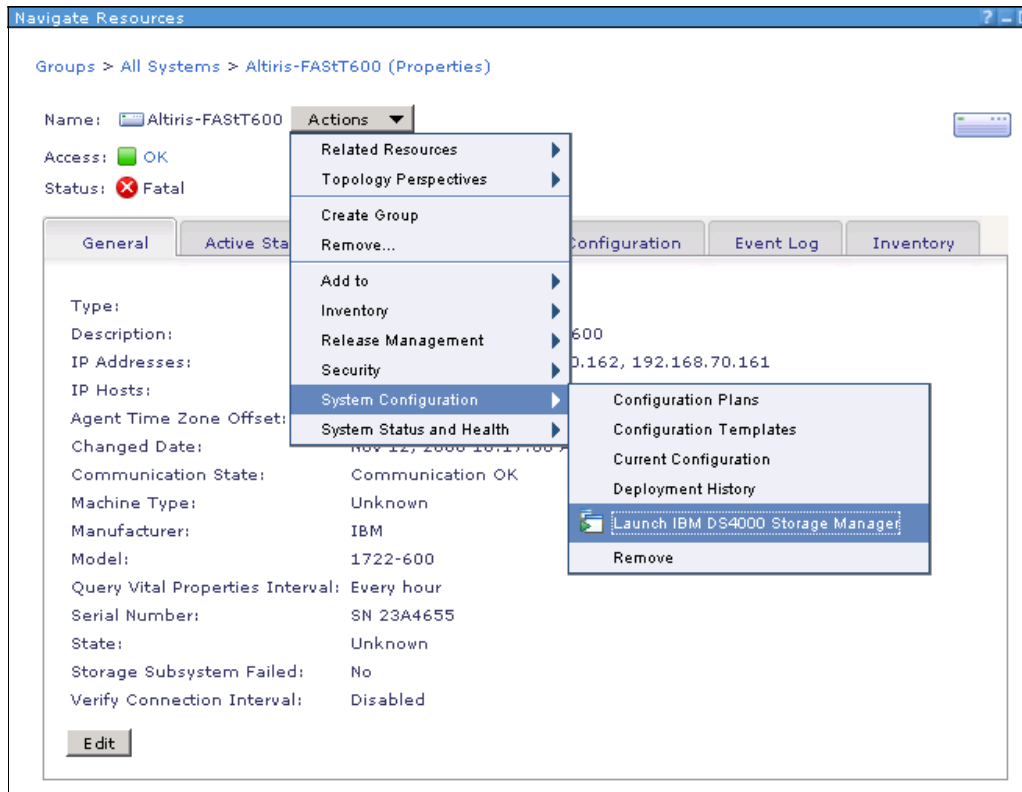 Navigate Resources ? –
Groups > All Systems > Altiris-FAStT600 (Properties)
Name: Altiris-FAStT600 Actions
Access: OK
Status: Fatal
Related Resources
Topology Perspectives
Create Group
Remove...
Add to
Inventory
Release Management
Security
System Configuration
System Status and Health
Configuration Plans
Configuration Templates
Current Configuration
Deployment History
Launch IBM DS4000 Storage Manager
Remove
General Active Sta Configuration Event Log Inventory
Type:
Description: 600
IP Addresses: 0.162, 192.168.70.161
IP Hosts:
Agent Time Zone Offset:
Changed Date:
Communication State: Communication OK
Machine Type: Unknown
Manufacturer: IBM
Model: 1722-600
Query Vital Properties Interval: Every hour
Serial Number: SN 23A4655
State: Unknown
Storage Subsystem Failed: No
Verify Connection Interval: Disabled
Edit